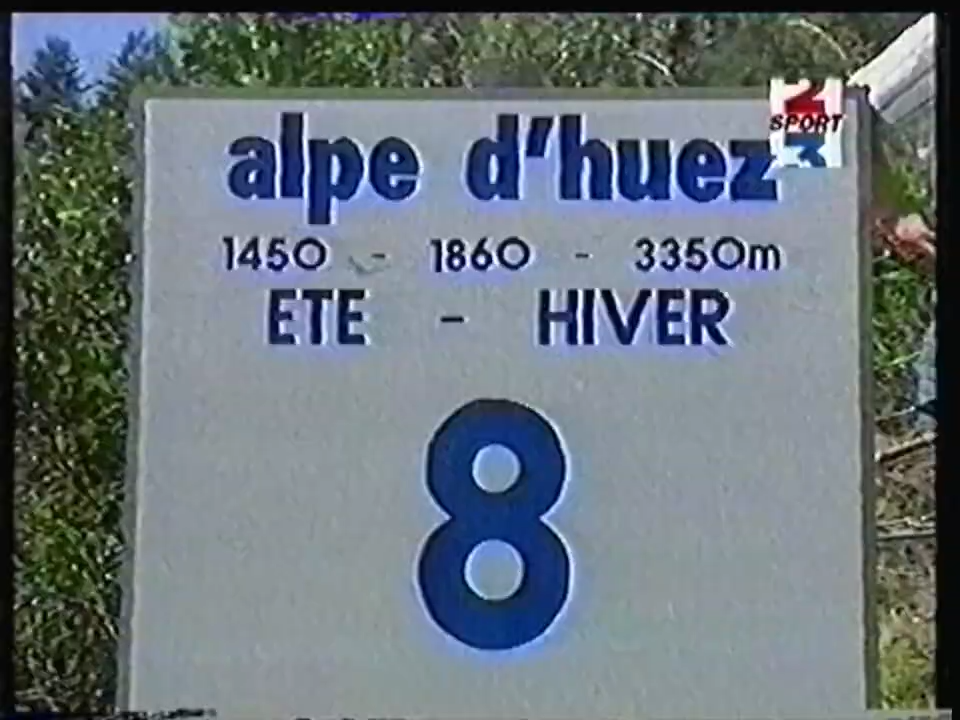 alpe d'huez
2
SPORT
3
1450 - 1860 - 3350m
ETE - HIVER
8